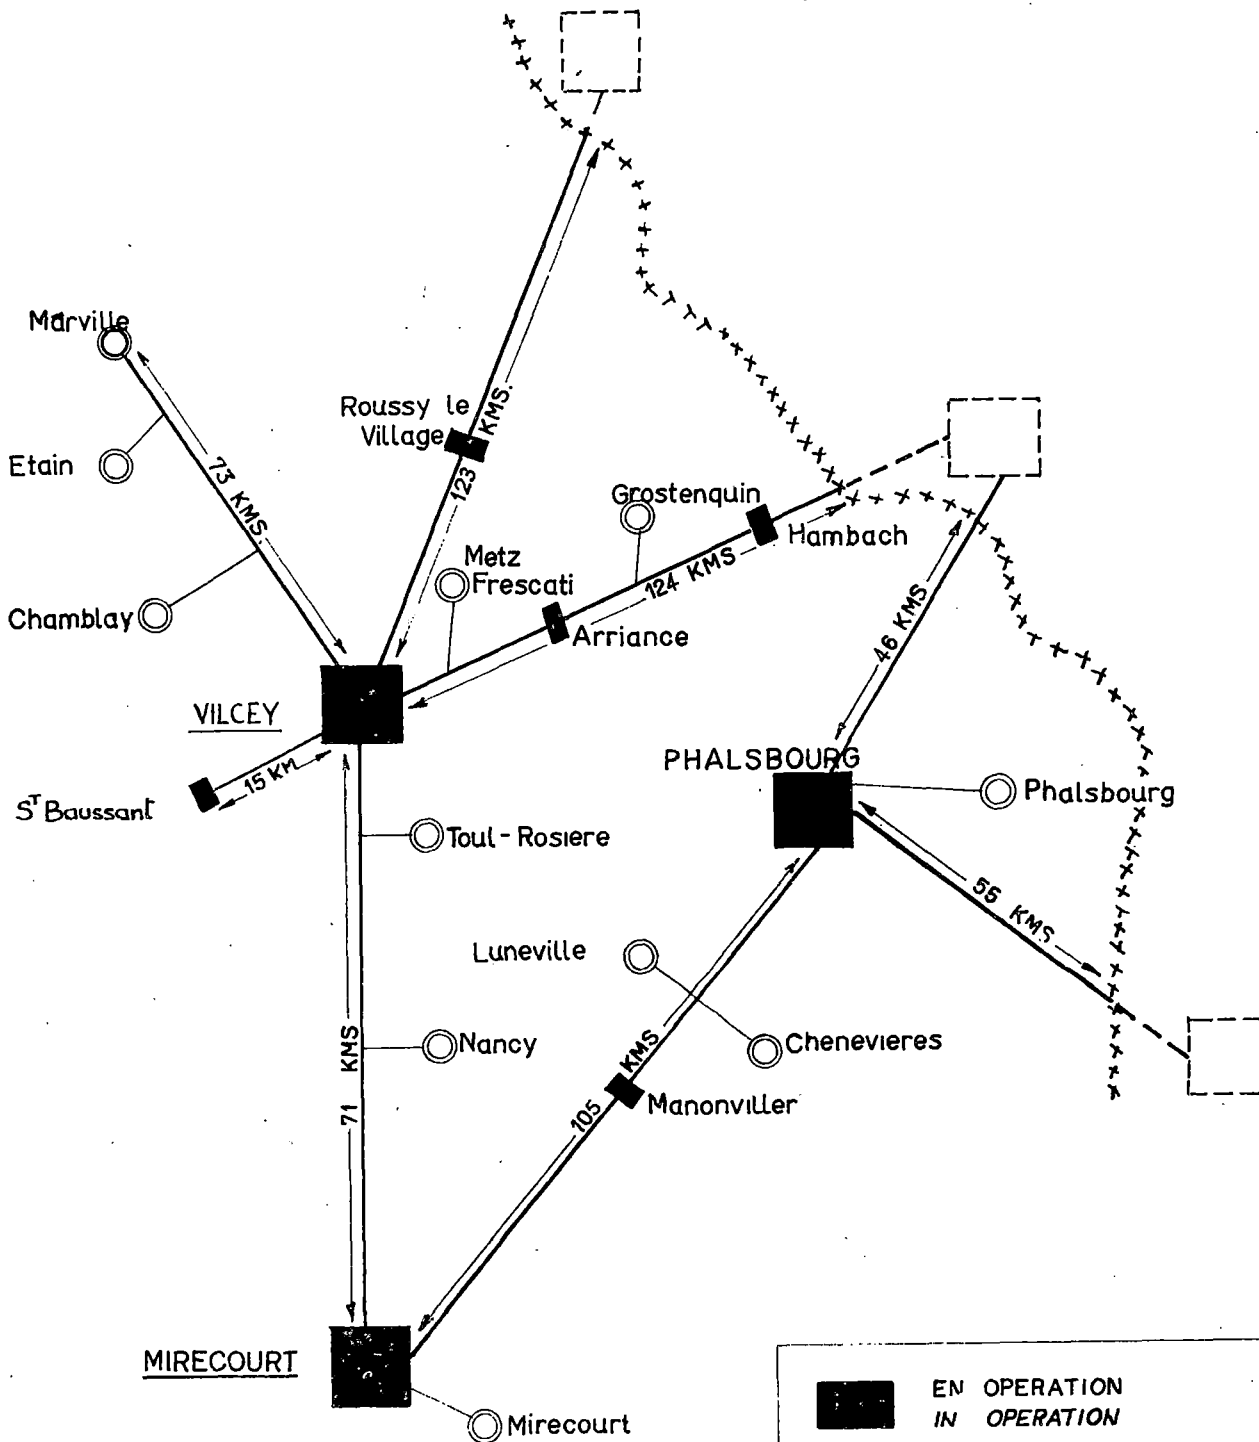 Marville
Etain
Chamblay
73 KMS.
Roussy le
Village
123 KMS.
Metz
Frescati
Grostenquin
Hambach
124 KMS
Arriance
46 KMS
VILCEY
15 KM
ST Baussant
PHALSBOURG
Phalsbourg
Toul-Rosiere
55 KMS
Luneville
Nancy
Chenevieres
71 KMS
105 KMS
Manonviller
MIRECOURT
Mirecourt
EN OPERATION
IN OPERATION